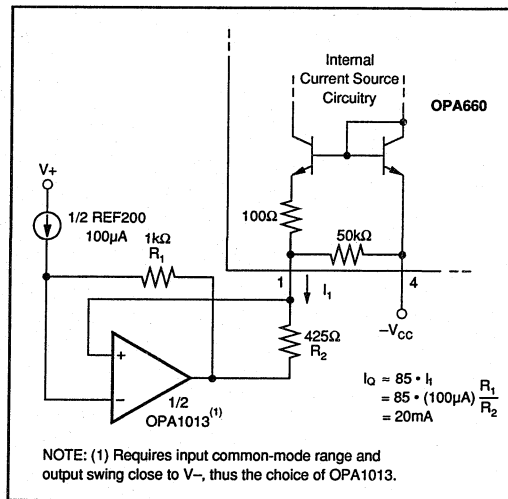 Internal
Current Source
Circuitry
OPA660
V+
1/2 REF200
100µA
1kΩ
R1
100Ω
50kΩ
1
I1
4
–VCC
425Ω
R2
+
–
1/2
OPA1013(1)
IQ ≈ 85 • I1
= 85 • (100µA) R1
R2
= 20mA
NOTE: (1) Requires input common-mode range and
output swing close to V–, thus the choice of OPA1013.